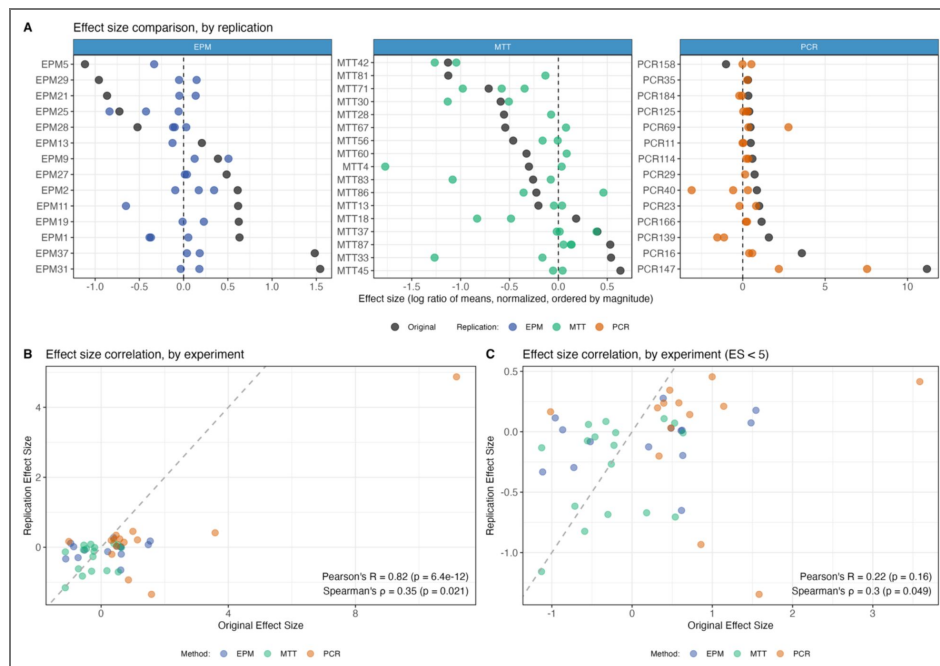 A Effect size comparison, by replication
EPM MTT PCR
EPM5
EPM29
EPM21
EPM25
EPM28
EPM13
EPM9
EPM27
EPM2
EPM11
EPM19
EPM1
EPM37
EPM31
-1.0 -0.5 0.0 0.5 1.0 1.5
MTT42
MTT81
MTT71
MTT30
MTT28
MTT67
MTT56
MTT60
MTT4
MTT83
MTT86
MTT13
MTT18
MTT37
MTT87
MTT33
MTT45
-1.5 -1.0 -0.5 0.0 0.5
PCR158
PCR35
PCR184
PCR125
PCR69
PCR11
PCR114
PCR29
PCR40
PCR23
PCR166
PCR139
PCR16
PCR147
0 5 10
Effect size (log ratio of means, normalized, ordered by magnitude)
Original Replication: EPM MTT PCR
B Effect size correlation, by experiment
Replication Effect Size
4
2
0
Pearson's R = 0.82 (p = 6.4e-12)
Spearman's ρ = 0.35 (p = 0.021)
0 4 8
Original Effect Size
Method: EPM MTT PCR
C Effect size correlation, by experiment (ES < 5)
Replication Effect Size
0.5
0.0
-0.5
-1.0
Pearson's R = 0.22 (p = 0.16)
Spearman's ρ = 0.3 (p = 0.049)
-1 0 1 2 3
Original Effect Size
Method: EPM MTT PCR